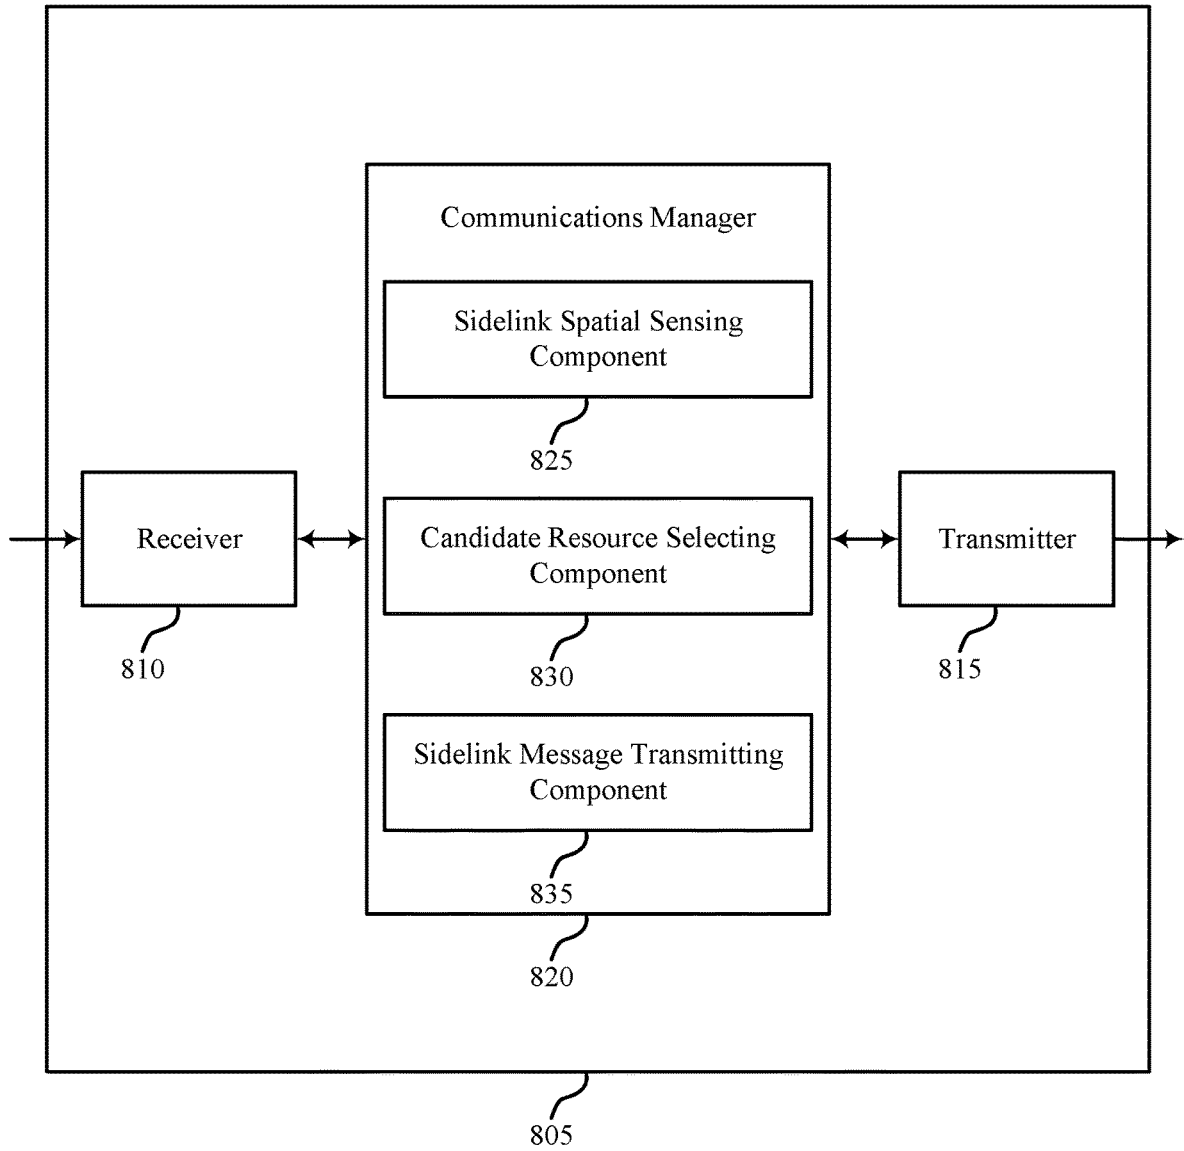 Communications Manager
Sidelink Spatial Sensing
Component
825
Receiver
810
Candidate Resource Selecting
Component
830
Transmitter
815
Sidelink Message Transmitting
Component
835
820
805